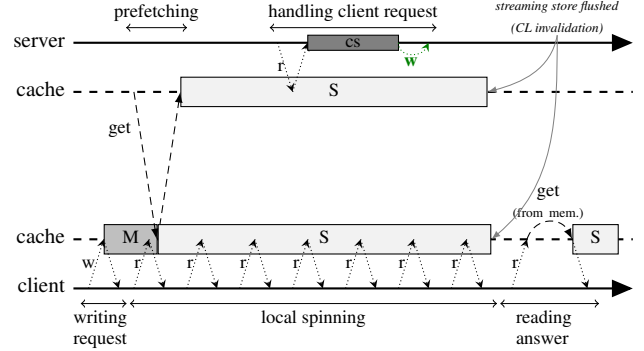 streaming store flushed
(CL invalidation)
prefetching
handling client request
server
cs
r
w
cache
S
get
get
(from mem.)
cache
M
S
S
w
r
r
r
r
r
r
r
r
client
writing
request
local spinning
reading
answer